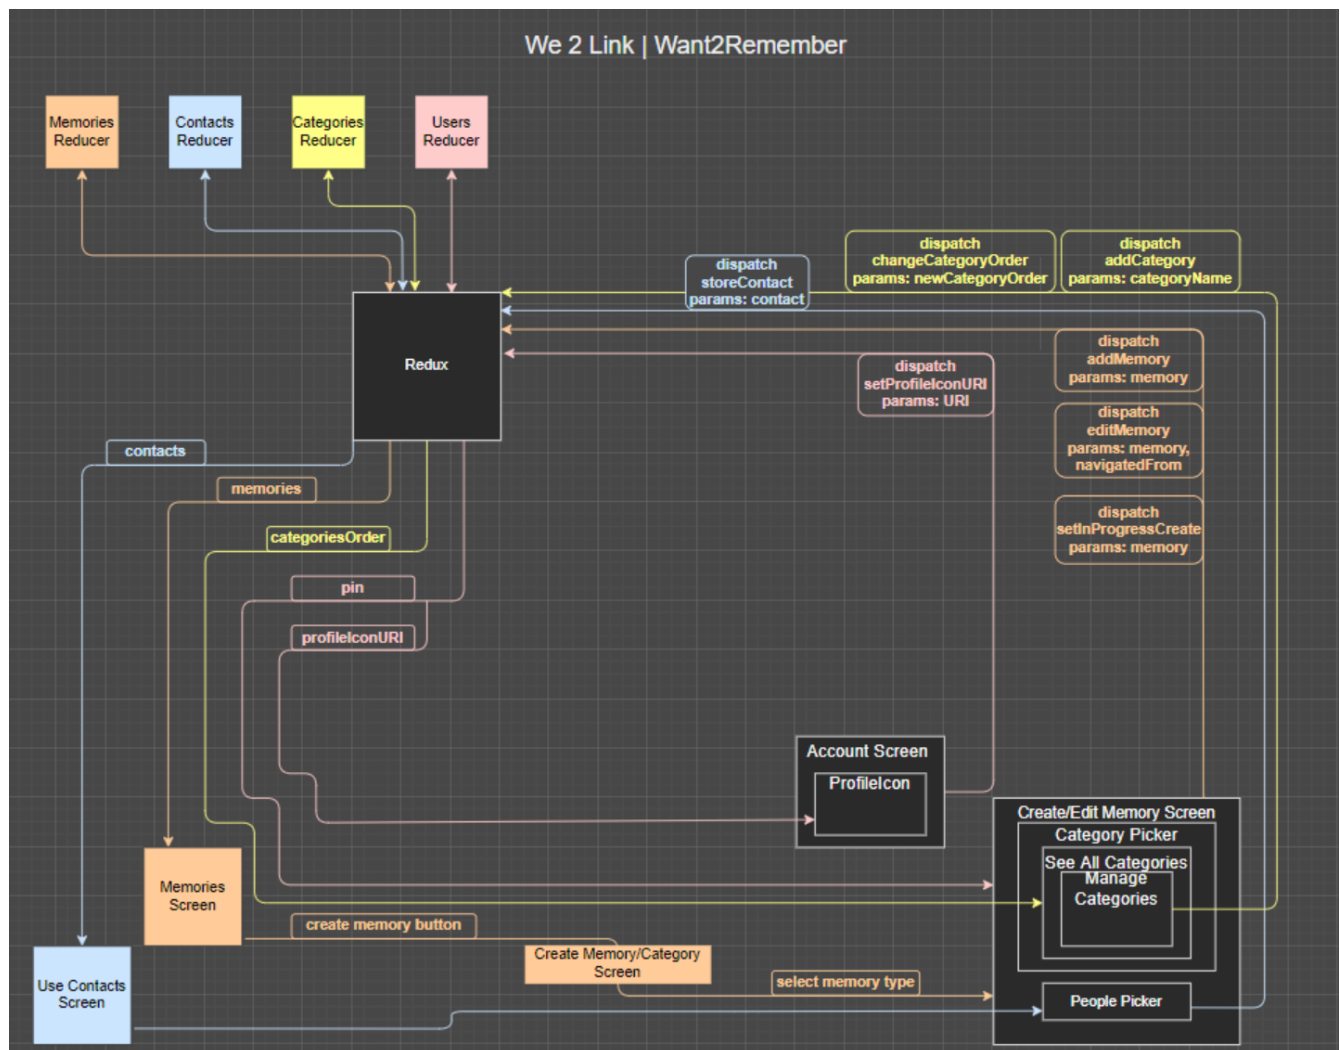 We 2 Link | Want2Remember
Memories
Reducer
Contacts
Reducer
Categories
Reducer
Users
Reducer
dispatch
changeCategoryOrder
params: newCategoryOrder
dispatch
addCategory
params: categoryName
dispatch
storeContact
params: contact
Redux
dispatch
addMemory
params: memory
dispatch
setProfileIconURI
params: URI
dispatch
editMemory
params: memory,
navigatedFrom
contacts
memories
dispatch
setInProgressCreate
params: memory
categoriesOrder
pin
profileIconURI
Account Screen
ProfileIcon
Create/Edit Memory Screen
Category Picker
See All Categories
Manage
Categories
Memories
Screen
create memory button
Create Memory/Category
Screen
select memory type
Use Contacts
Screen
People Picker